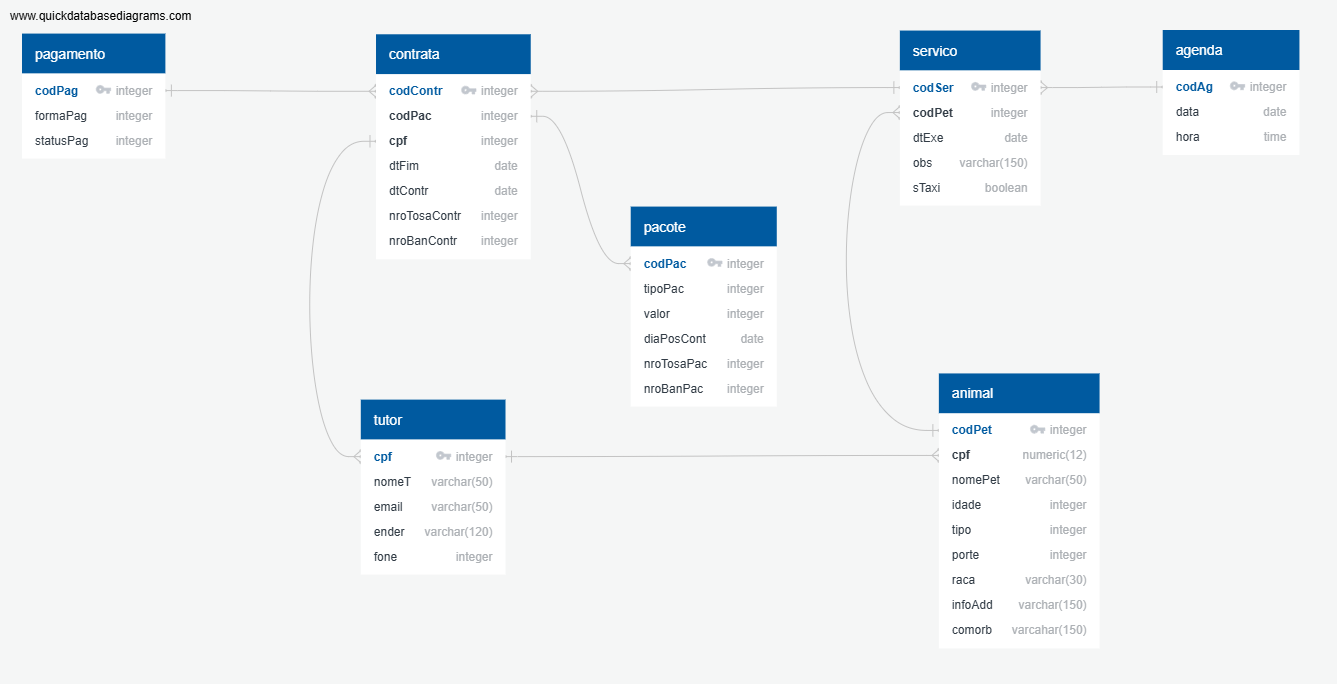 www.quickdatabasediagrams.com
pagamento
codPag integer
formaPag integer
statusPag integer
contrata
codContr integer
codPac integer
cpf integer
dtFim date
dtContr date
nroTosaContr integer
nroBanContr integer
servico
codSer integer
codPet integer
dtExe date
obs varchar(150)
sTaxi boolean
agenda
codAg integer
data date
hora time
pacote
codPac integer
tipoPac integer
valor integer
diaPosCont date
nroTosaPac integer
nroBanPac integer
tutor
cpf integer
nomeT varchar(50)
email varchar(50)
ender varchar(120)
fone integer
animal
codPet integer
cpf numeric(12)
nomePet varchar(50)
idade integer
tipo integer
porte integer
raca varchar(30)
infoAdd varchar(150)
comorb varcahar(150)